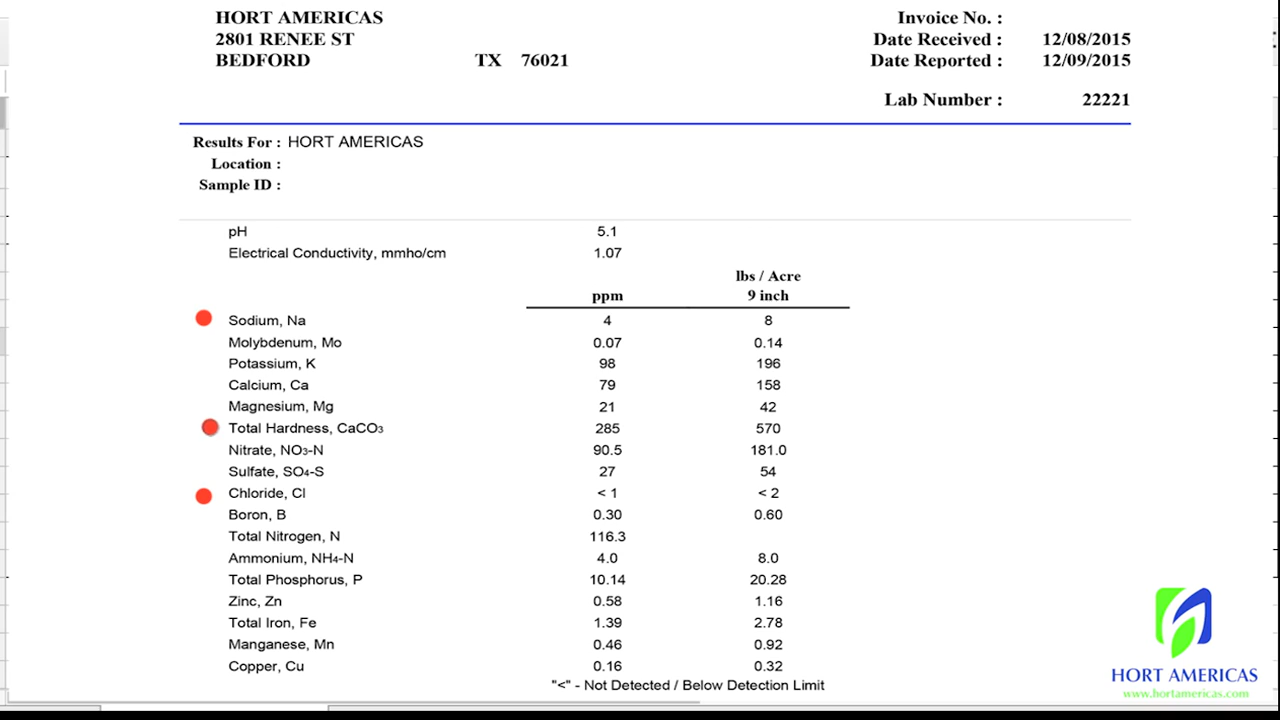 HORT AMERICAS Invoice No. :
2801 RENEE ST Date Received : 12/08/2015
BEDFORD TX 76021 Date Reported : 12/09/2015
Lab Number : 22221
Results For : HORT AMERICAS
Location :
Sample ID :
pH 5.1
Electrical Conductivity, mmho/cm 1.07
lbs / Acre
ppm 9 inch
Sodium, Na 4 8
Molybdenum, Mo 0.07 0.14
Potassium, K 98 196
Calcium, Ca 79 158
Magnesium, Mg 21 42
Total Hardness, CaCO₃ 285 570
Nitrate, NO₃-N 90.5 181.0
Sulfate, SO₄-S 27 54
Chloride, Cl < 1 < 2
Boron, B 0.30 0.60
Total Nitrogen, N 116.3
Ammonium, NH₄-N 4.0 8.0
Total Phosphorus, P 10.14 20.28
Zinc, Zn 0.58 1.16
Total Iron, Fe 1.39 2.78
Manganese, Mn 0.46 0.92
Copper, Cu 0.16 0.32
"<" - Not Detected / Below Detection Limit
HORT AMERICAS
www.hortamericas.com